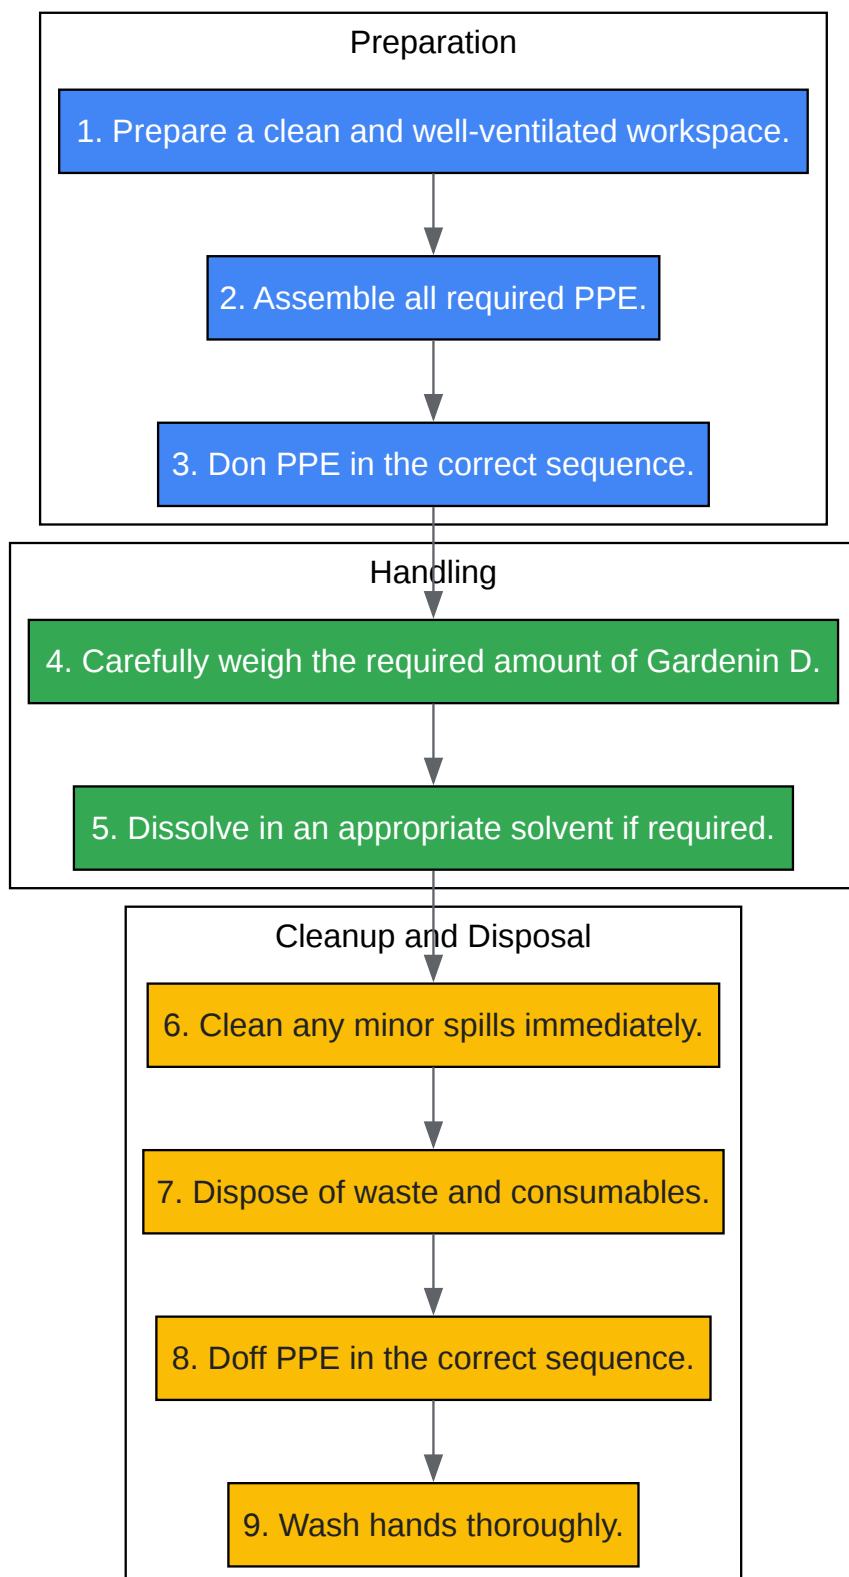 Preparation
1. Prepare a clean and well-ventilated workspace.
2. Assemble all required PPE.
3. Don PPE in the correct sequence.
Handling
4. Carefully weigh the required amount of Gardenin D.
5. Dissolve in an appropriate solvent if required.
Cleanup and Disposal
6. Clean any minor spills immediately.
7. Dispose of waste and consumables.
8. Doff PPE in the correct sequence.
9. Wash hands thoroughly.